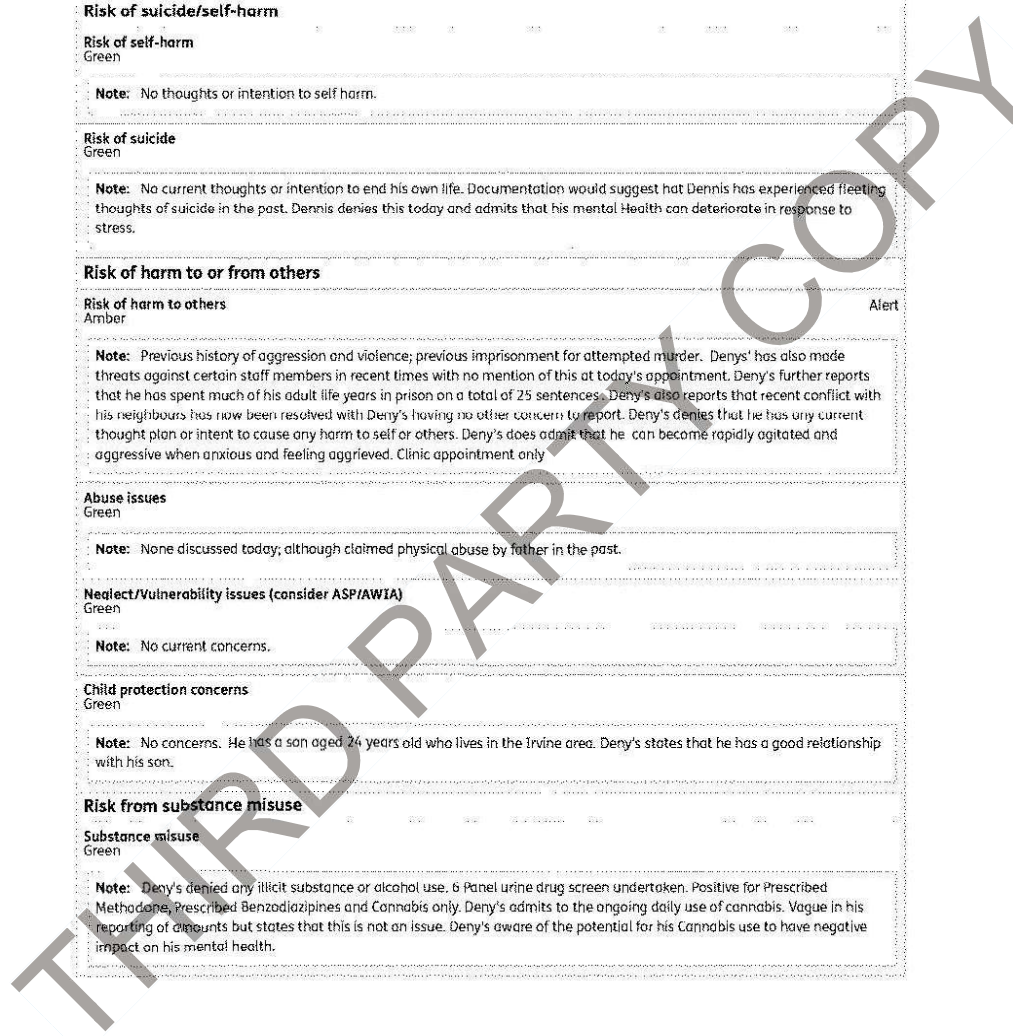 Risk of suicide/self-harm
Risk of self-harm
Green
Note: No thoughts or intention to self harm.
Risk of suicide
Green
Note: No current thoughts or intention to end his own life. Documentation would suggest hat Dennis has experienced fleeting
thoughts of suicide in the past. Dennis denies this today and admits that his mental Health can deteriorate in response to
stress.
Risk of harm to or from others
Risk of harm to others Alert
Amber
Note: Previous history of aggression and violence; previous imprisonment for attempted murder. Denys' has also made
threats against certain staff members in recent times with no mention of this at today's appointment. Deny's further reports
that he has spent much of his adult life years in prison on a total of 25 sentences. Deny's also reports that recent conflict with
his neighbours has now been resolved with Deny's having no other concern to report. Deny's denies that he has any current
thought plan or intent to cause any harm to self or others. Deny's does admit that he can become rapidly agitated and
aggressive when anxious and feeling aggrieved. Clinic appointment only
Abuse issues
Green
Note: None discussed today; although claimed physical abuse by father in the past.
Neglect/Vulnerability issues (consider ASP/AWIA)
Green
Note: No current concerns.
Child protection concerns
Green
Note: No concerns. He has a son aged 24 years old who lives in the Irvine area. Deny's states that he has a good relationship
with his son.
Risk from substance misuse
Substance misuse
Green
Note: Deny's denied any illicit substance or alcohol use. 6 Panel urine drug screen undertaken. Positive for Prescribed
Methadone, Prescribed Benzodiazipines and Cannabis only. Deny's admits to the ongoing daily use of cannabis. Vague in his
reporting of amounts but states that this is not an issue. Deny's aware of the potential for his Cannabis use to have negative
impact on his mental health.
THIRD PARTY COPY